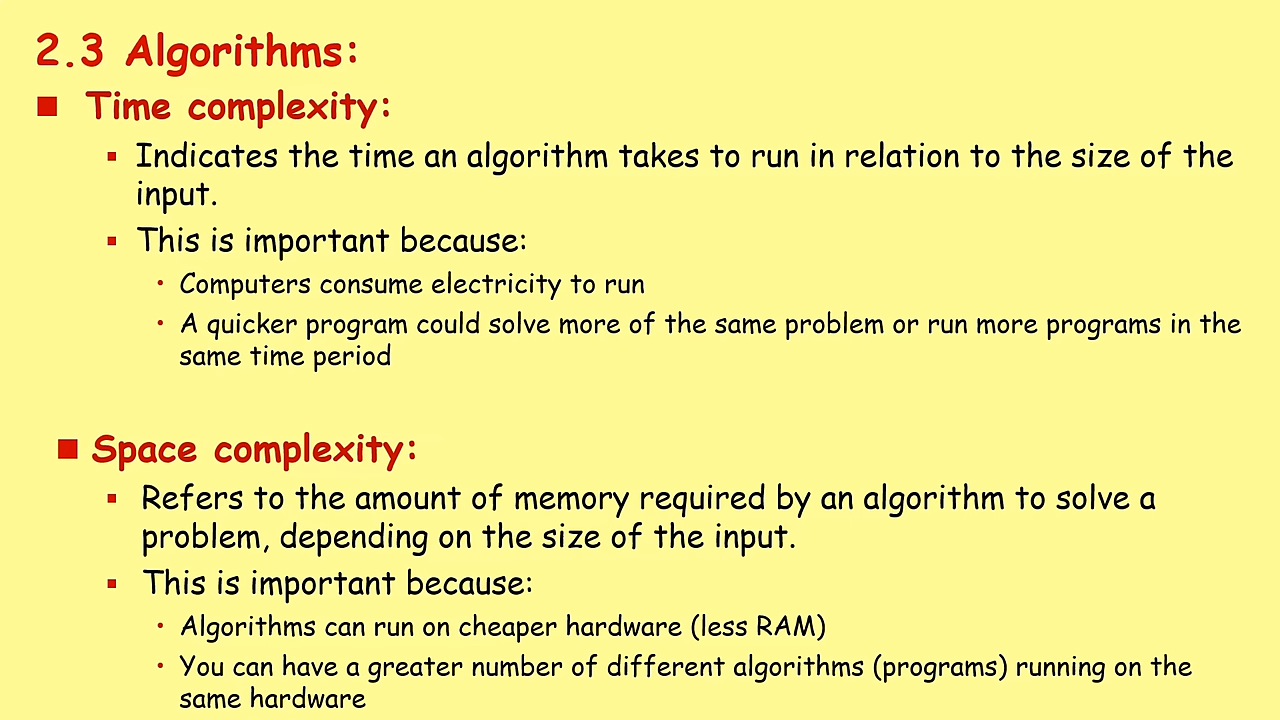 2.3 Algorithms:
■ Time complexity:
▪ Indicates the time an algorithm takes to run in relation to the size of the
input.
▪ This is important because:
• Computers consume electricity to run
• A quicker program could solve more of the same problem or run more programs in the
same time period
■ Space complexity:
▪ Refers to the amount of memory required by an algorithm to solve a
problem, depending on the size of the input.
▪ This is important because:
• Algorithms can run on cheaper hardware (less RAM)
• You can have a greater number of different algorithms (programs) running on the
same hardware